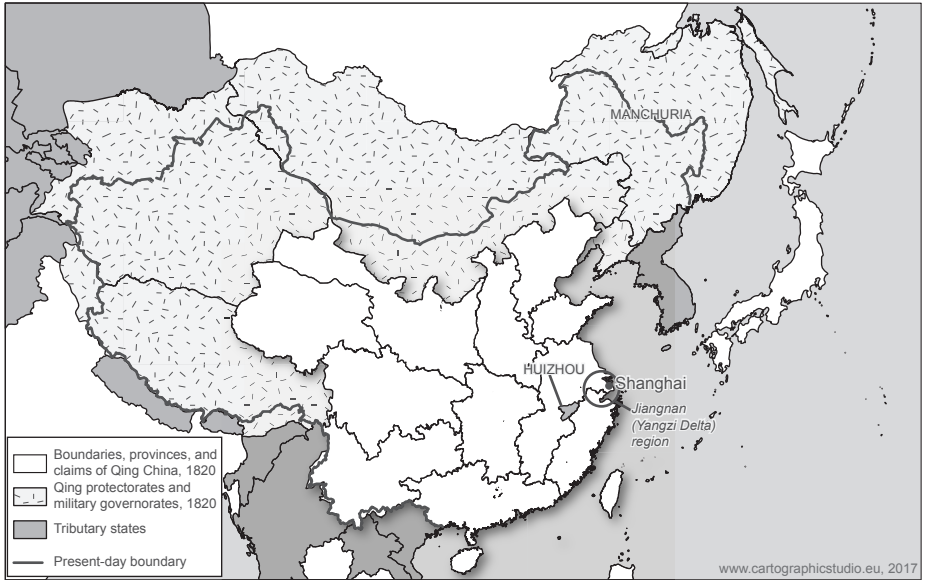 MANCHURIA
HUIZHOU
Shanghai
Jiangnan
(Yangzi Delta)
region
Boundaries, provinces, and
claims of Qing China, 1820
Qing protectorates and
military governorates, 1820
Tributary states
Present-day boundary
www.cartographicstudio.eu, 2017